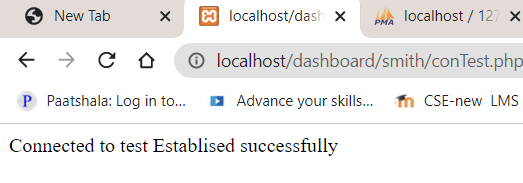 New Tab
localhost/dash
localhost / 127
localhost/dashboard/smith/conTest.php
Paatshala: Log in to...
Advance your skills...
CSE-new LMS
Connected to test Establised successfully